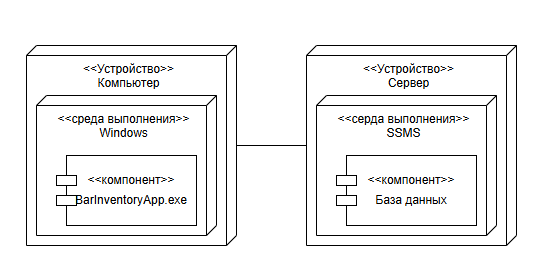 <<Устройство>>
Компьютер
<<среда выполнения>>
Windows
<<компонент>>
BarInventoryApp.exe
<<Устройство>>
Сервер
<<серда выполнения>>
SSMS
<<компонент>>
База данных